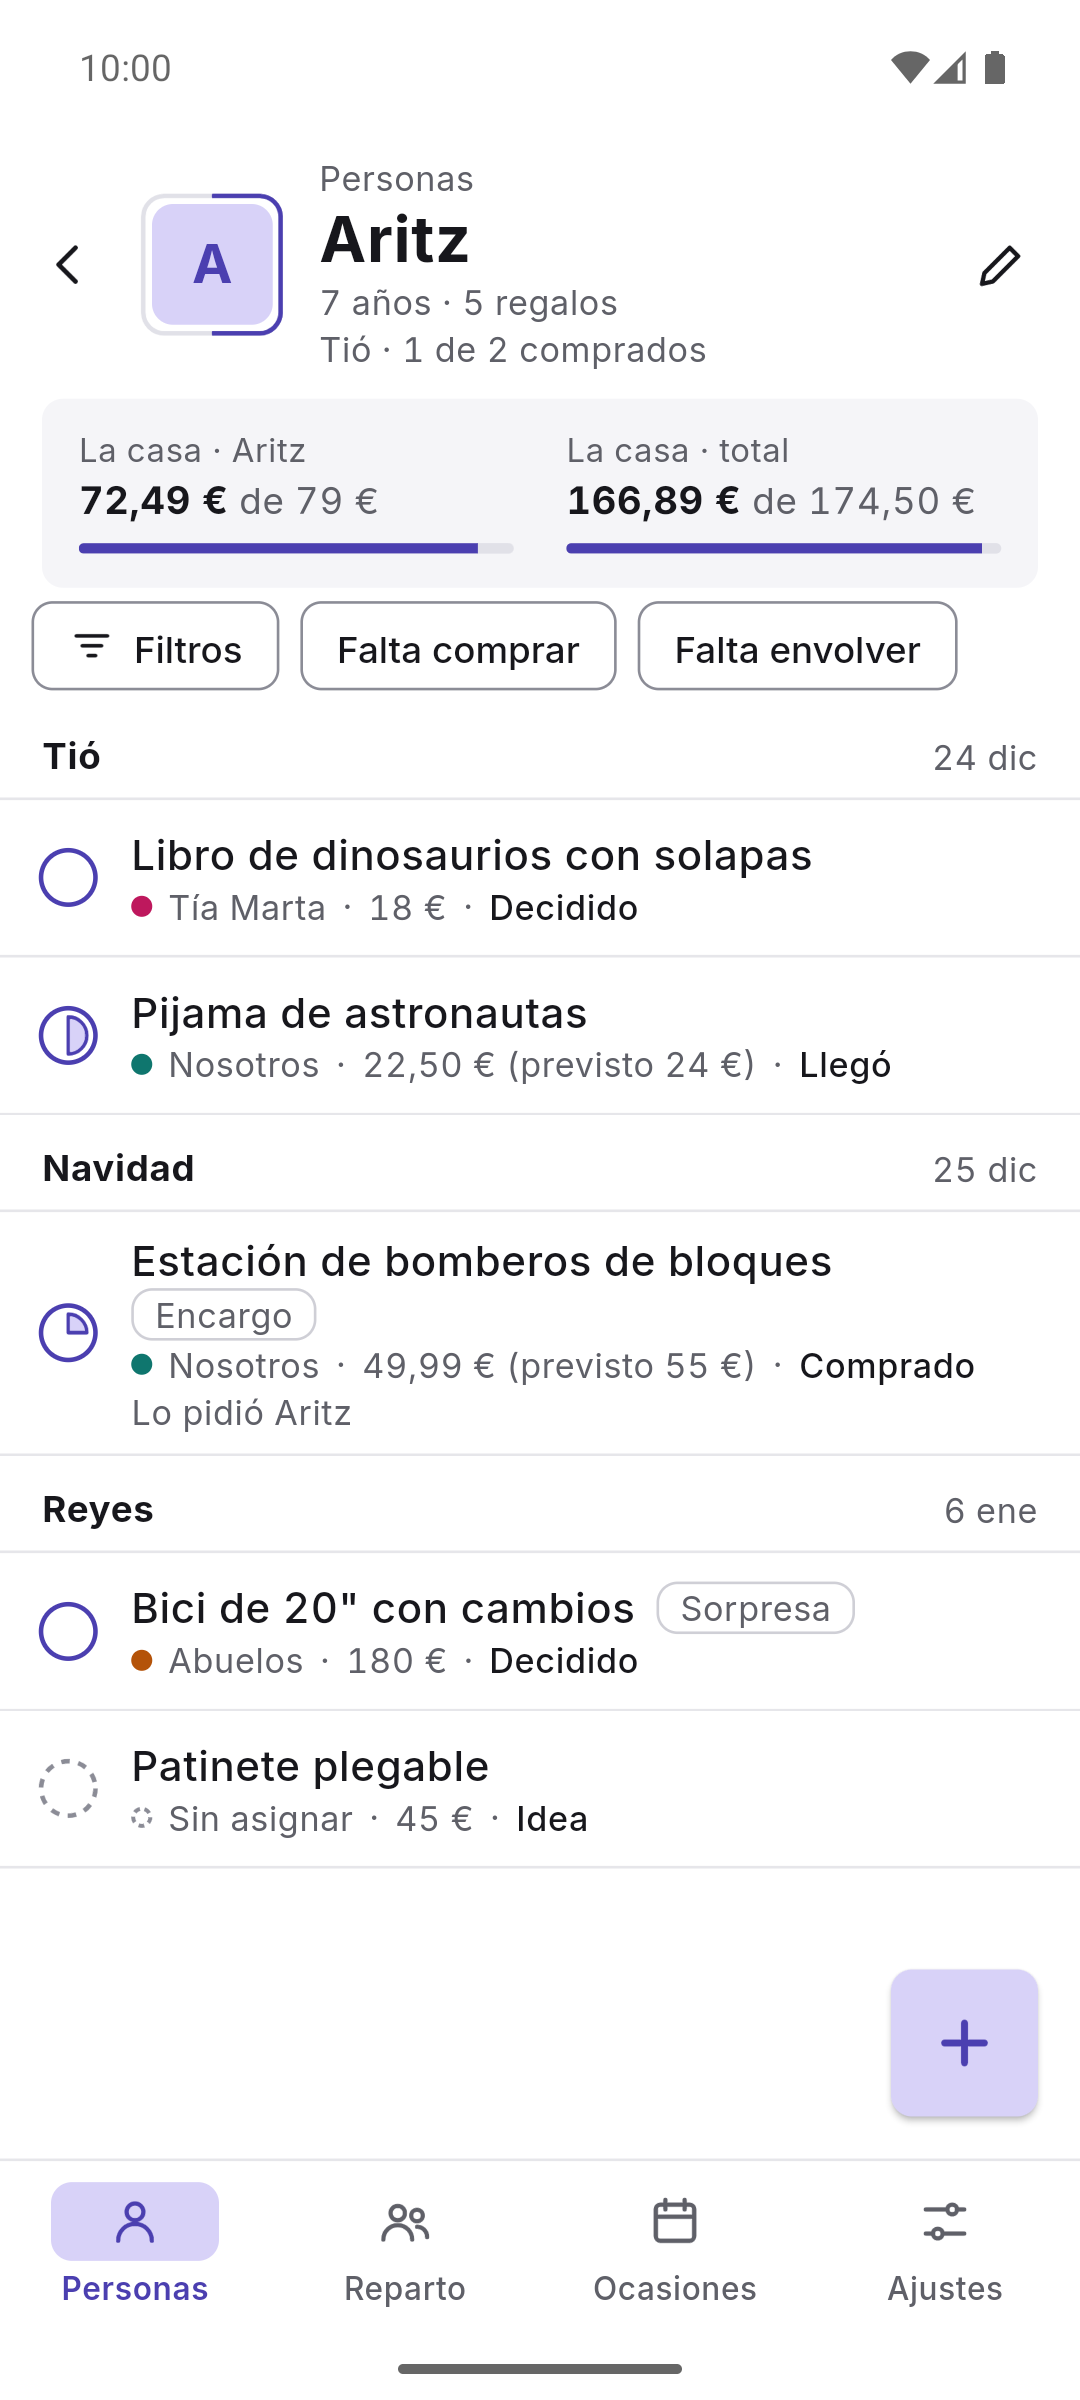 10:00
Personas
A
Aritz
7 años · 5 regalos
Tió · 1 de 2 comprados
La casa · Aritz
72,49 € de 79 €
La casa · total
166,89 € de 174,50 €
Filtros
Falta comprar
Falta envolver
Tió
24 dic
Libro de dinosaurios con solapas
Tía Marta · 18 € · Decidido
Pijama de astronautas
Nosotros · 22,50 € (previsto 24 €) · Llegó
Navidad
25 dic
Estación de bomberos de bloques
Encargo
Nosotros · 49,99 € (previsto 55 €) · Comprado
Lo pidió Aritz
Reyes
6 ene
Bici de 20" con cambios
Sorpresa
Abuelos · 180 € · Decidido
Patinete plegable
Sin asignar · 45 € · Idea
Personas
Reparto
Ocasiones
Ajustes